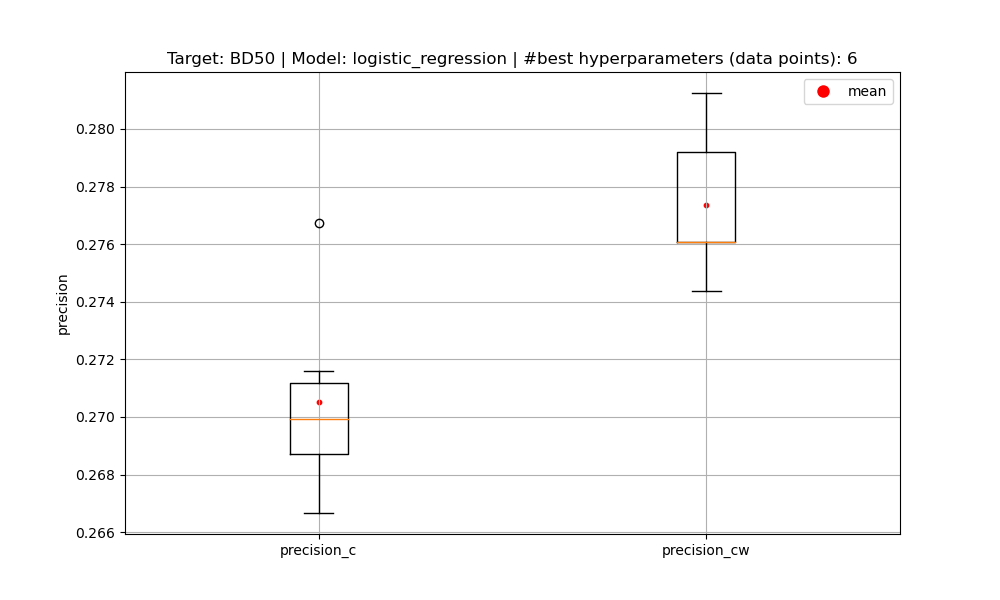 Target: BD50 | Model: logistic_regression | #best hyperparameters (data points): 6
mean
0.280
0.278
0.276
0.274
0.272
0.270
0.268
0.266
precision
precision_c
precision_cw